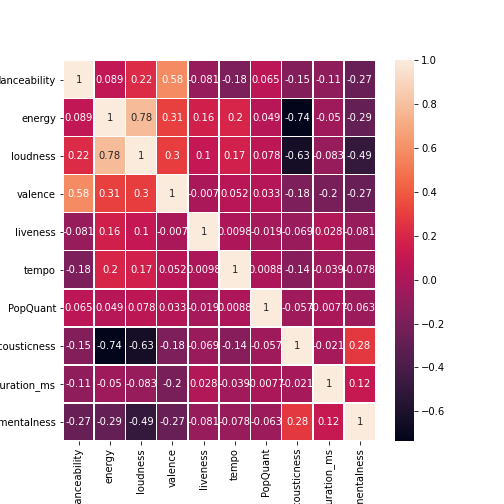 danceability 1 0.089 0.22 0.58 -0.081 -0.18 0.065 -0.15 -0.11 -0.27
energy 0.089 1 0.78 0.31 0.16 0.2 0.049 -0.74 -0.05 -0.29
loudness 0.22 0.78 1 0.3 0.1 0.17 0.078 -0.63 -0.083 -0.49
valence 0.58 0.31 0.3 1 -0.007 0.052 0.033 -0.18 -0.2 -0.27
liveness -0.081 0.16 0.1 -0.007 1 0.0098 -0.019 -0.069 0.028 -0.081
tempo -0.18 0.2 0.17 0.052 0.0098 1 0.0088 -0.14 -0.039 -0.078
PopQuant 0.065 0.049 0.078 0.033 -0.019 0.0088 1 -0.057 -0.0077 -0.063
cousticness -0.15 -0.74 -0.63 -0.18 -0.069 -0.14 -0.057 1 -0.021 0.28
uration_ms -0.11 -0.05 -0.083 -0.2 0.028 -0.039 -0.0077 -0.021 1 0.12
mentalness -0.27 -0.29 -0.49 -0.27 -0.081 -0.078 -0.063 0.28 0.12 1
anceability energy loudness valence liveness tempo PopQuant cousticness uration_ms mentalness
1.0
0.8
0.6
0.4
0.2
0.0
−0.2
−0.4
−0.6